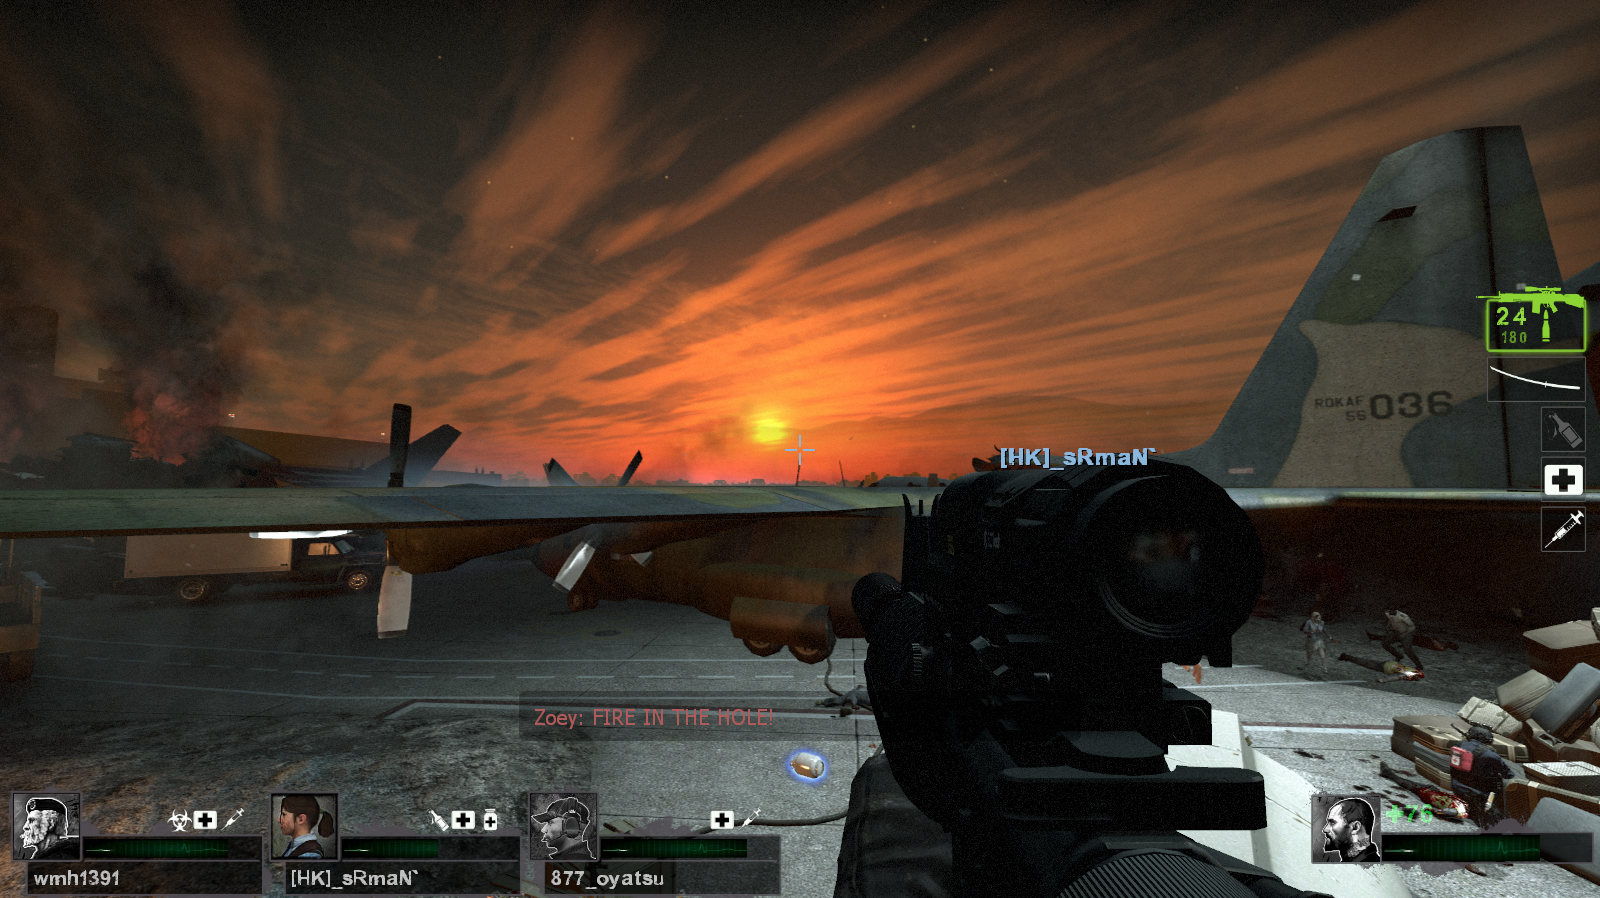 24
180
ROKAF
55
036
[HK]_sRmaN`
Zoey: FIRE IN THE HOLE!
+76
wmh1391
[HK]_sRmaN`
877_oyatsu